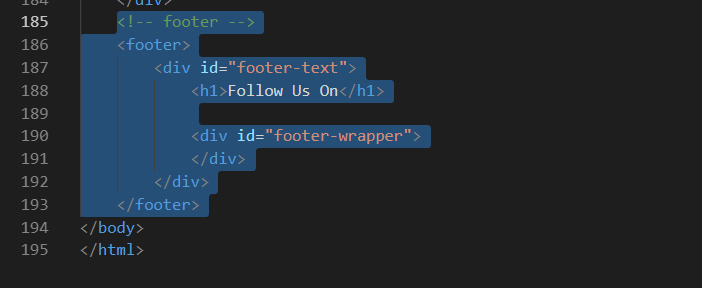 184 </div>
185 <!-- footer -->
186 <footer>
187 <div id="footer-text">
188 <h1>Follow Us On</h1>
189
190 <div id="footer-wrapper">
191 </div>
192 </div>
193 </footer>
194 </body>
195 </html>